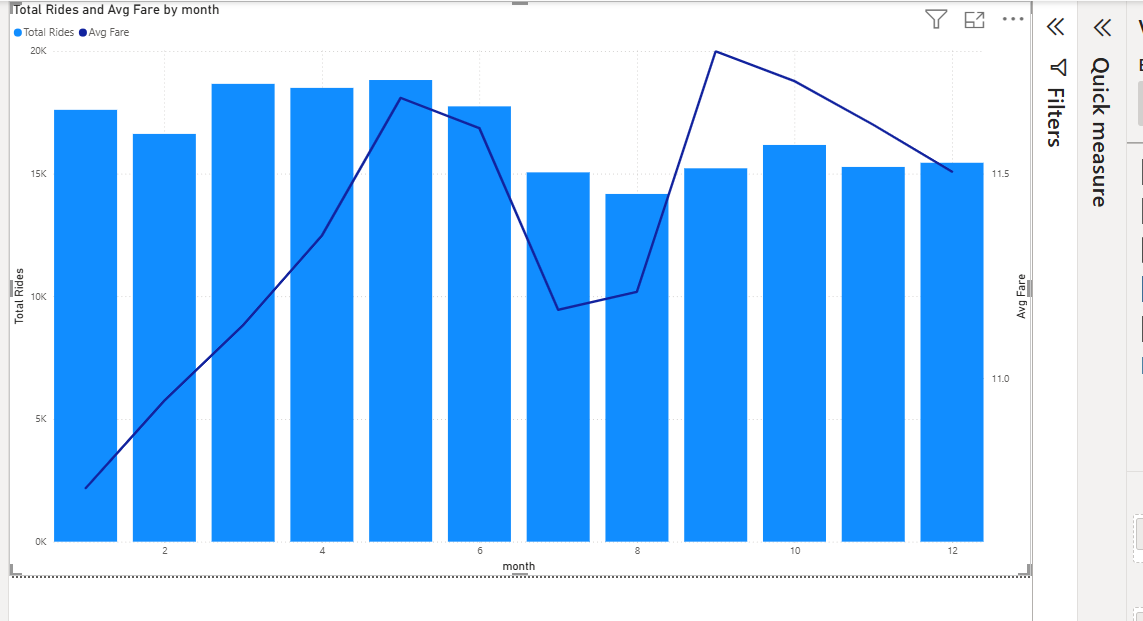 Total Rides and Avg Fare by month
Total Rides Avg Fare
20K
15K
10K
5K
0K
Total Rides
2 4 6 8 10 12
month
11.5
11.0
Avg Fare
Filters
Quick measure